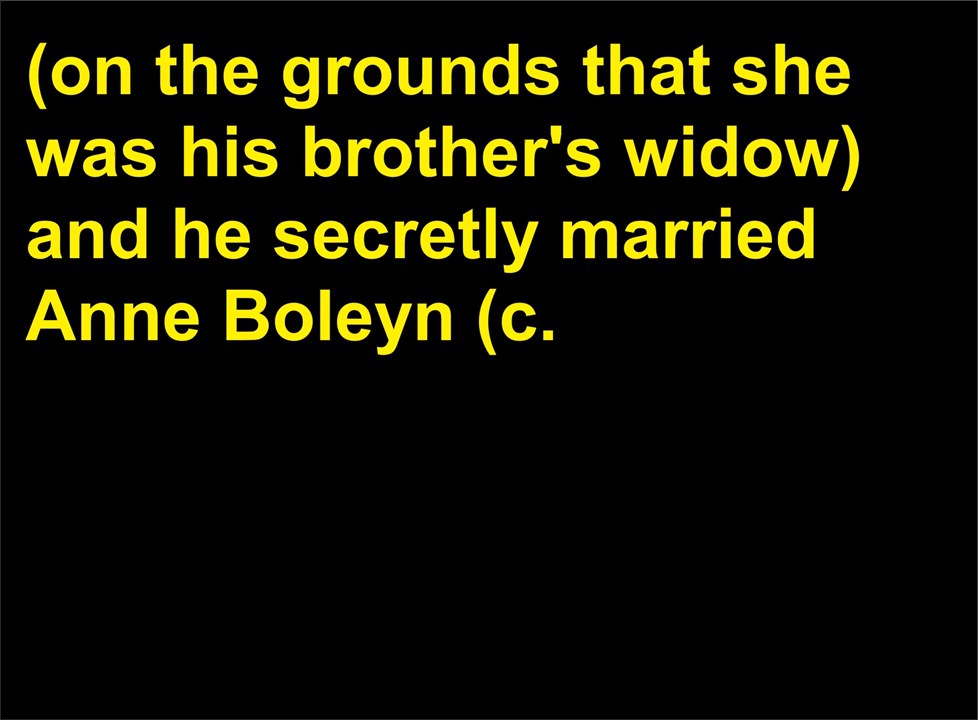 (on the grounds that she
was his brother's widow)
and he secretly married
Anne Boleyn (c.